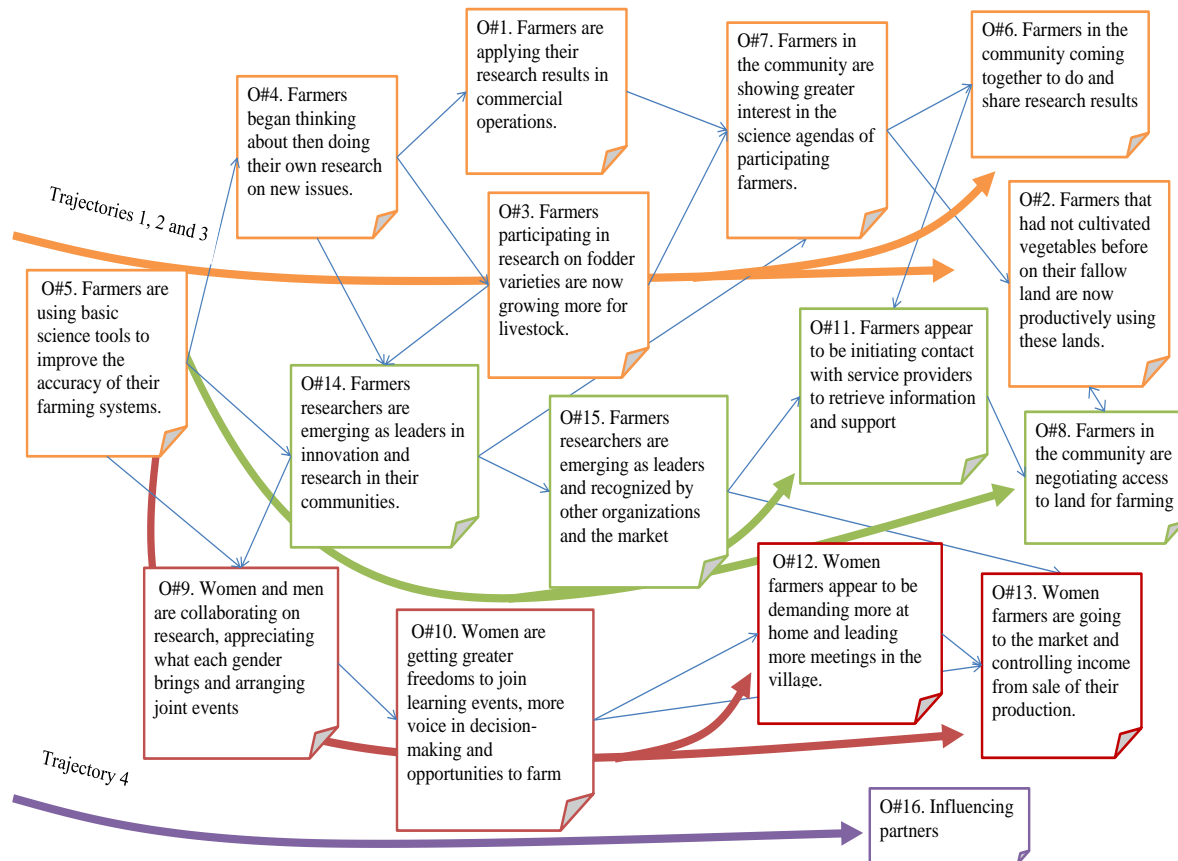 O#1. Farmers are
applying their
research results in
commercial
operations.
O#7. Farmers in
the community are
showing greater
interest in the
science agendas of
participating
farmers.
O#6. Farmers in the
community coming
together to do and
share research results
O#4. Farmers
began thinking
about then doing
their own research
on new issues.
Trajectories 1, 2 and 3
O#3. Farmers
participating in
research on fodder
varieties are now
growing more for
livestock.
O#2. Farmers that
had not cultivated
vegetables before
on their fallow
land are now
productively using
these lands.
O#5. Farmers are
using basic
science tools to
improve the
accuracy of their
farming systems.
O#14. Farmers
researchers are
emerging as leaders in
innovation and
research in their
communities.
O#15. Farmers
researchers are
emerging as leaders
and recognized by
other organizations
and the market
O#11. Farmers appear
to be initiating contact
with service providers
to retrieve information
and support
O#8. Farmers in
the community are
negotiating access
to land for farming
O#9. Women and men
are collaborating on
research, appreciating
what each gender
brings and arranging
joint events
O#10. Women are
getting greater
freedoms to join
learning events, more
voice in decision-
making and
opportunities to farm
O#12. Women
farmers appear to be
demanding more at
home and leading
more meetings in the
village.
O#13. Women
farmers are going
to the market and
controlling income
from sale of their
production.
Trajectory 4
O#16. Influencing
partners